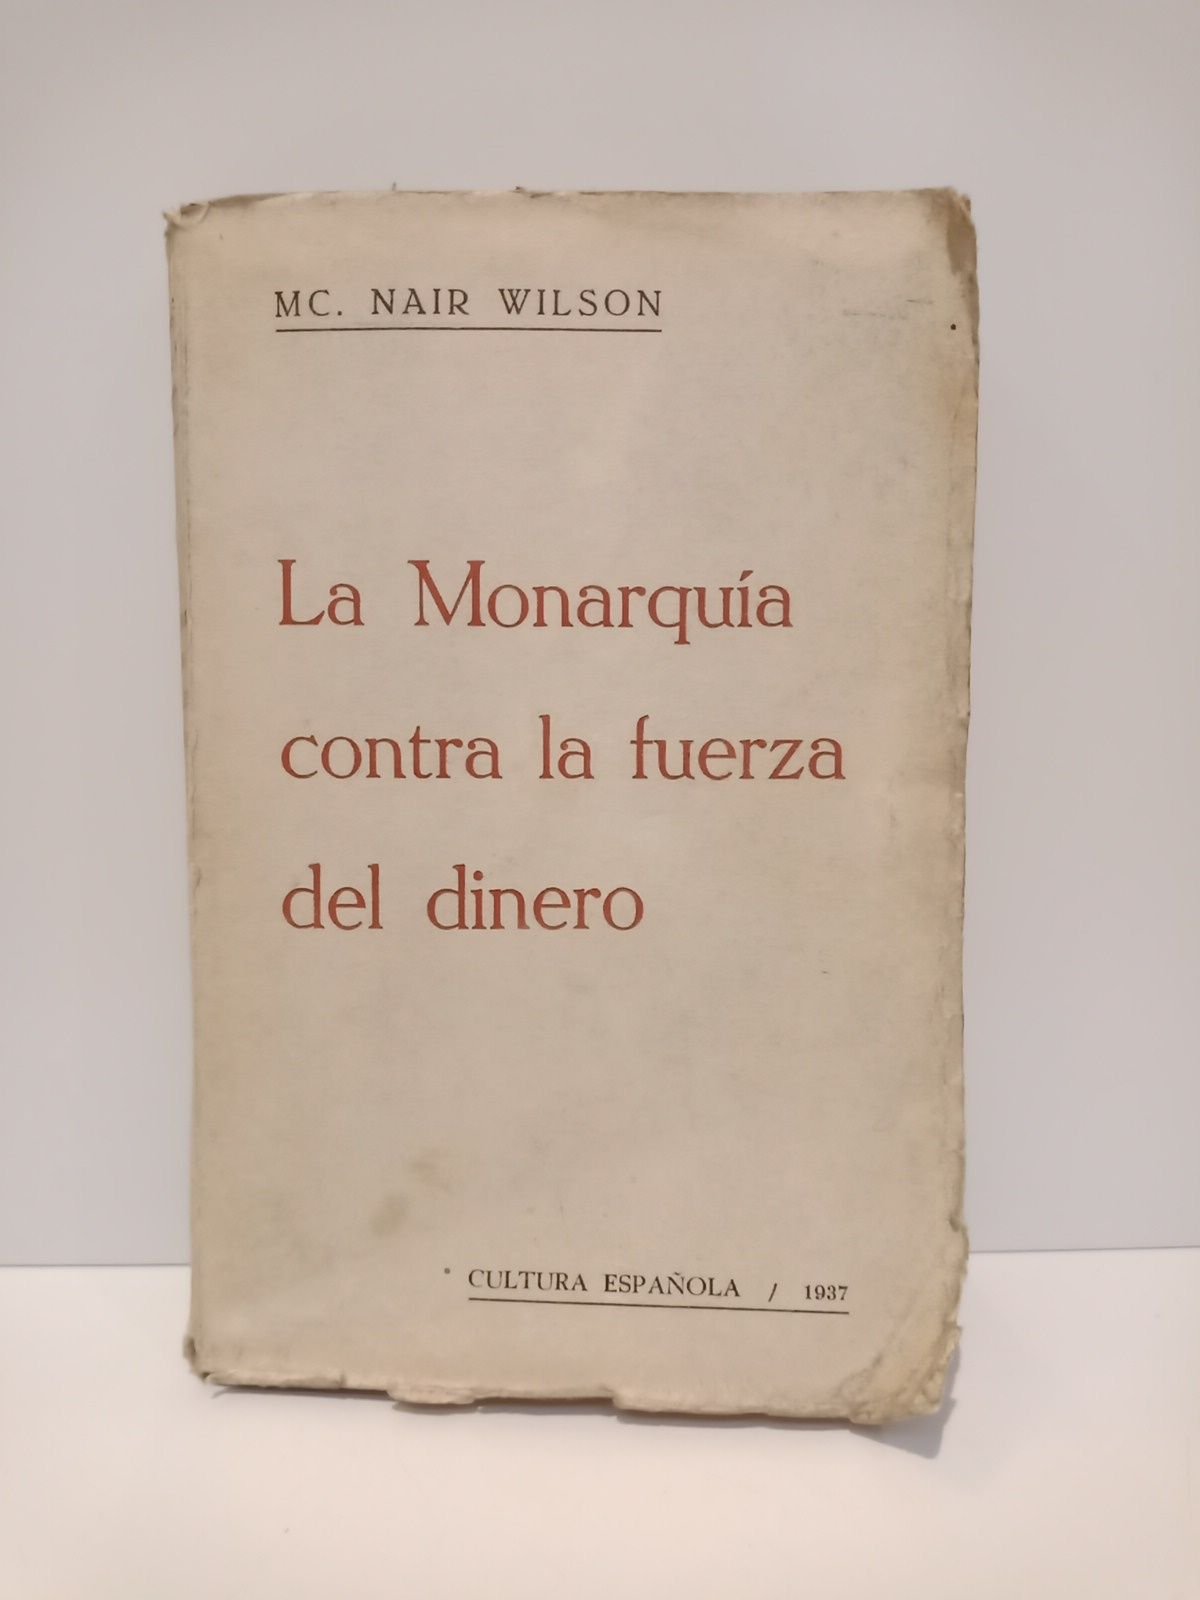 MC. NAIR WILSON
La Monarquía
contra la fuerza
del dinero
CULTURA ESPAÑOLA / 1937